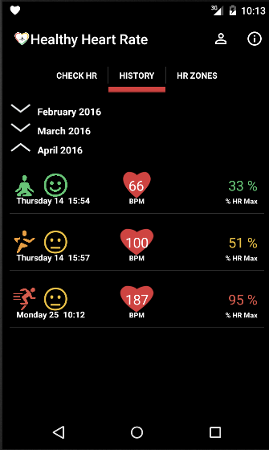 3G 10:13
Healthy Heart Rate
CHECK HR HISTORY HR ZONES
February 2016
March 2016
April 2016
66 33 %
Thursday 14 15:54 BPM % HR Max
100 51 %
Thursday 14 15:57 BPM % HR Max
187 95 %
Monday 25 10:12 BPM % HR Max